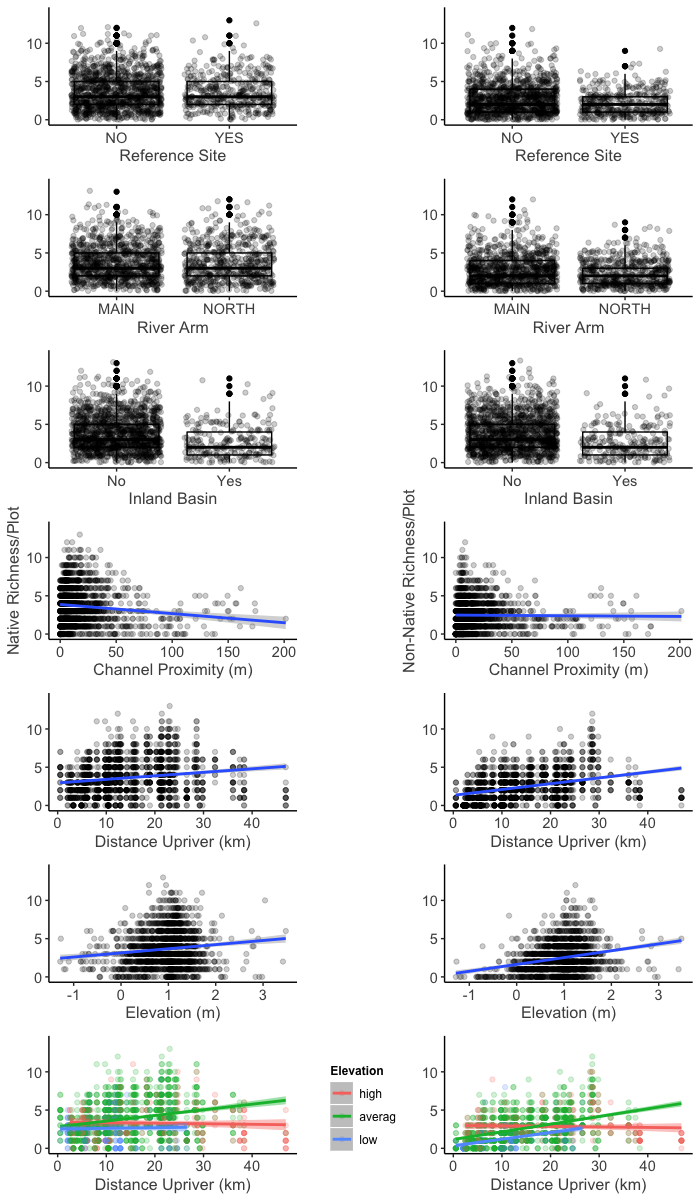 10
5
0
NO YES
Reference Site
10
5
0
NO YES
Reference Site
10
5
0
MAIN NORTH
River Arm
10
5
0
MAIN NORTH
River Arm
10
5
0
No Yes
Inland Basin
10
5
0
No Yes
Inland Basin
Native Richness/Plot
10
5
0
0 50 100 150 200
Channel Proximity (m)
Non-Native Richness/Plot
10
5
0
0 50 100 150 200
Channel Proximity (m)
10
5
0
0 10 20 30 40
Distance Upriver (km)
10
5
0
0 10 20 30 40
Distance Upriver (km)
10
5
0
-1 0 1 2 3
Elevation (m)
10
5
0
-1 0 1 2 3
Elevation (m)
10
5
0
0 10 20 30 40
Distance Upriver (km)
Elevation
high
averag
low
10
5
0
0 10 20 30 40
Distance Upriver (km)